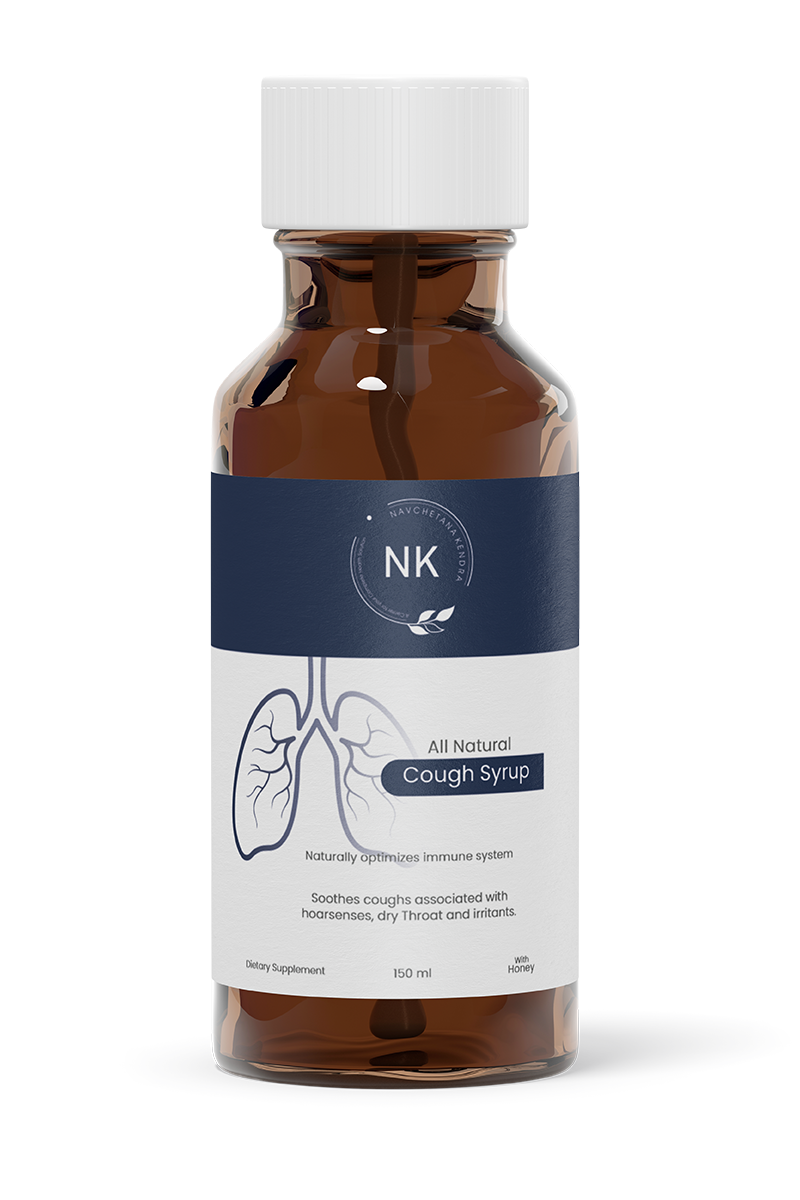 NAVCHETANA KENDRA
NK
All Natural
Cough Syrup
Naturally optimizes immune system
Soothes coughs associated with
hoarsenses, dry Throat and irritants.
Dietary Supplement
150 ml
With
Honey